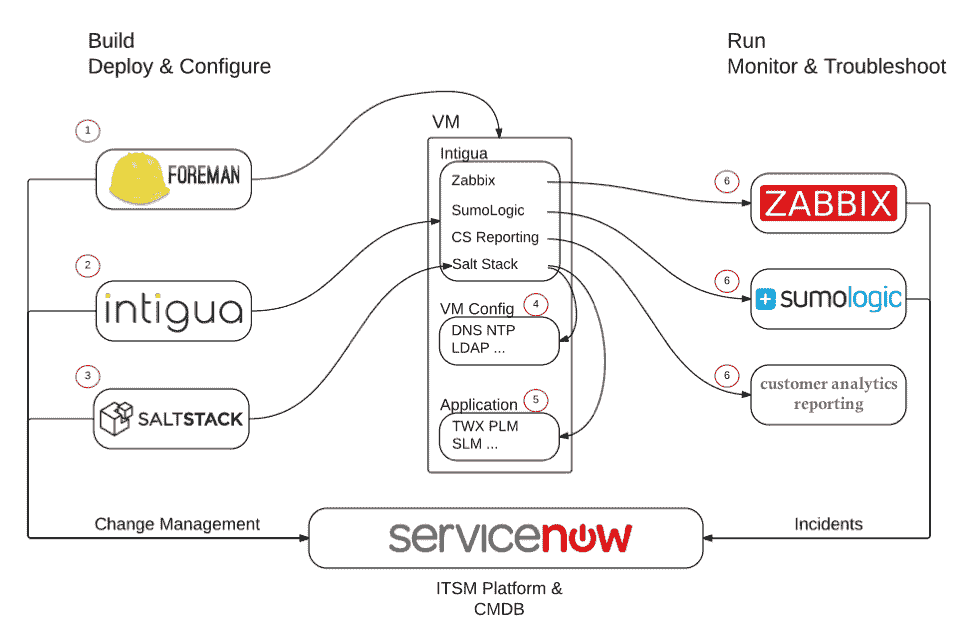 Build
Deploy & Configure
Run
Monitor & Troubleshoot
1
FOREMAN
2
intigua
3
SALTSTACK
VM
Intigua
Zabbix
SumoLogic
CS Reporting
Salt Stack
VM Config
4
DNS NTP
LDAP ...
Application
5
TWX PLM
SLM ...
6
ZABBIX
6
sumologic
6
customer analytics
reporting
Change Management
servicenow
Incidents
ITSM Platform &
CMDB